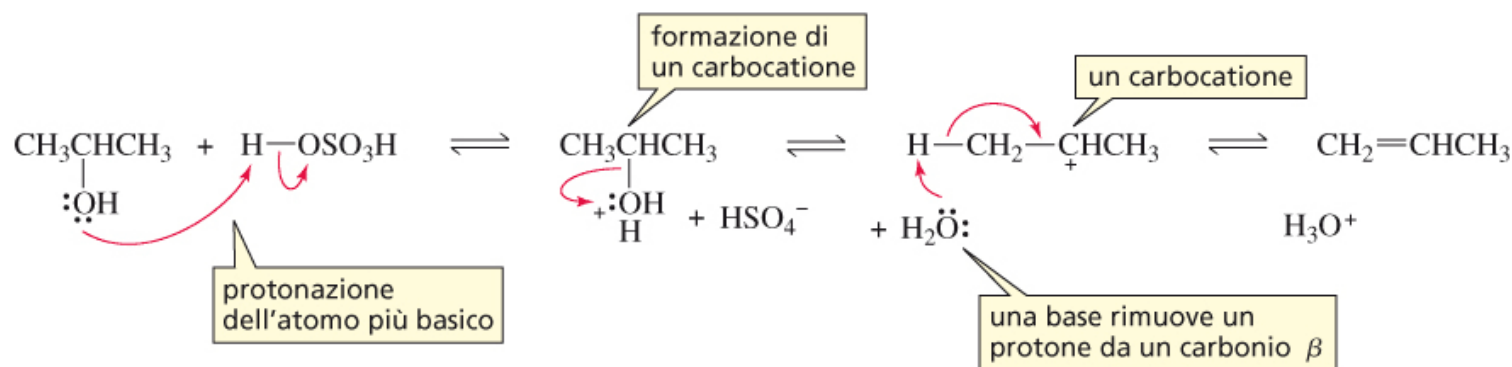 formazione di
un carbocatione
un carbocatione
CH₃CHCH₃ + H—OSO₃H ⇌ CH₃CHCH₃ ⇌ H—CH₂—CHCH₃ ⇌ CH₂=CHCH₃
+
:OH
+:OH
H
+ HSO₄⁻
+ H₂O:
H₃O⁺
protonazione
dell'atomo più basico
una base rimuove un
protone da un carbonio β